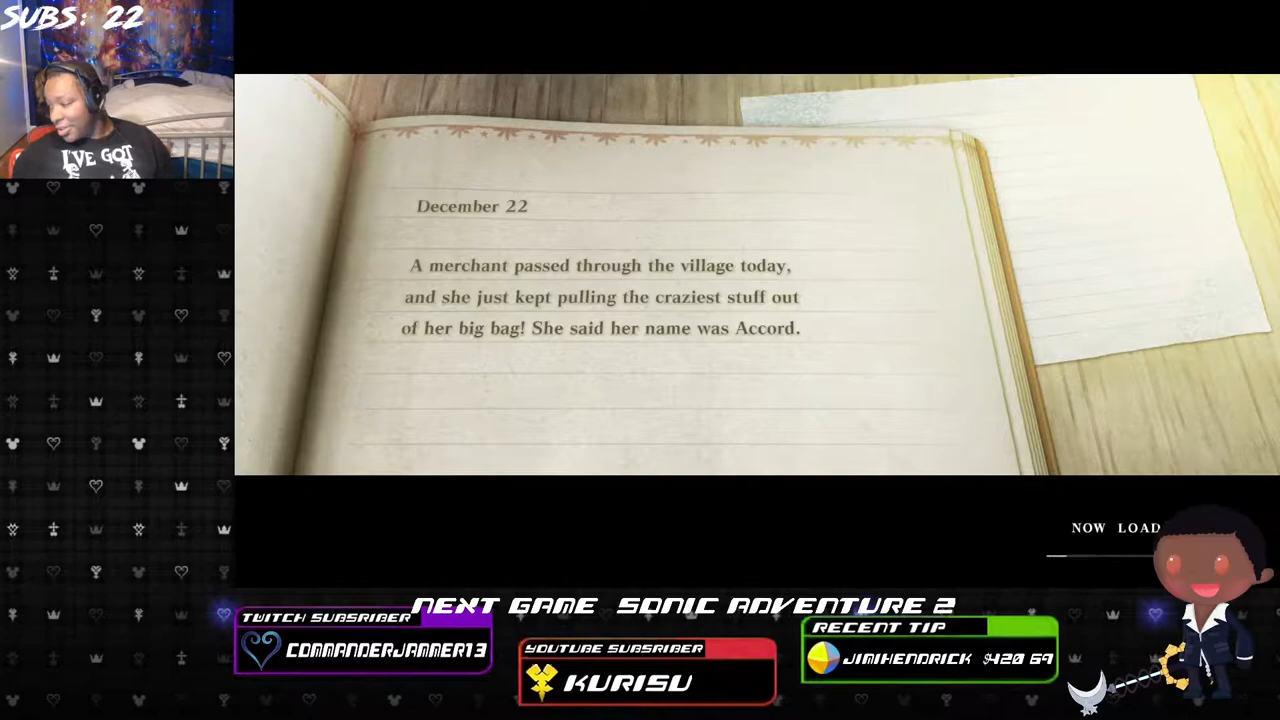 SUBS: 22
I'VE GOT
December 22
A merchant passed through the village today,
and she just kept pulling the craziest stuff out
of her big bag! She said her name was Accord.
NOW LOAD
NEXT GAME SONIC ADVENTURE 2
TWITCH SUBSRIBER
COMMANDERJAMMER13
YOUTUBE SUBSRIBER
KURISU
RECENT TIP
JIMIHENDRICK $420 69